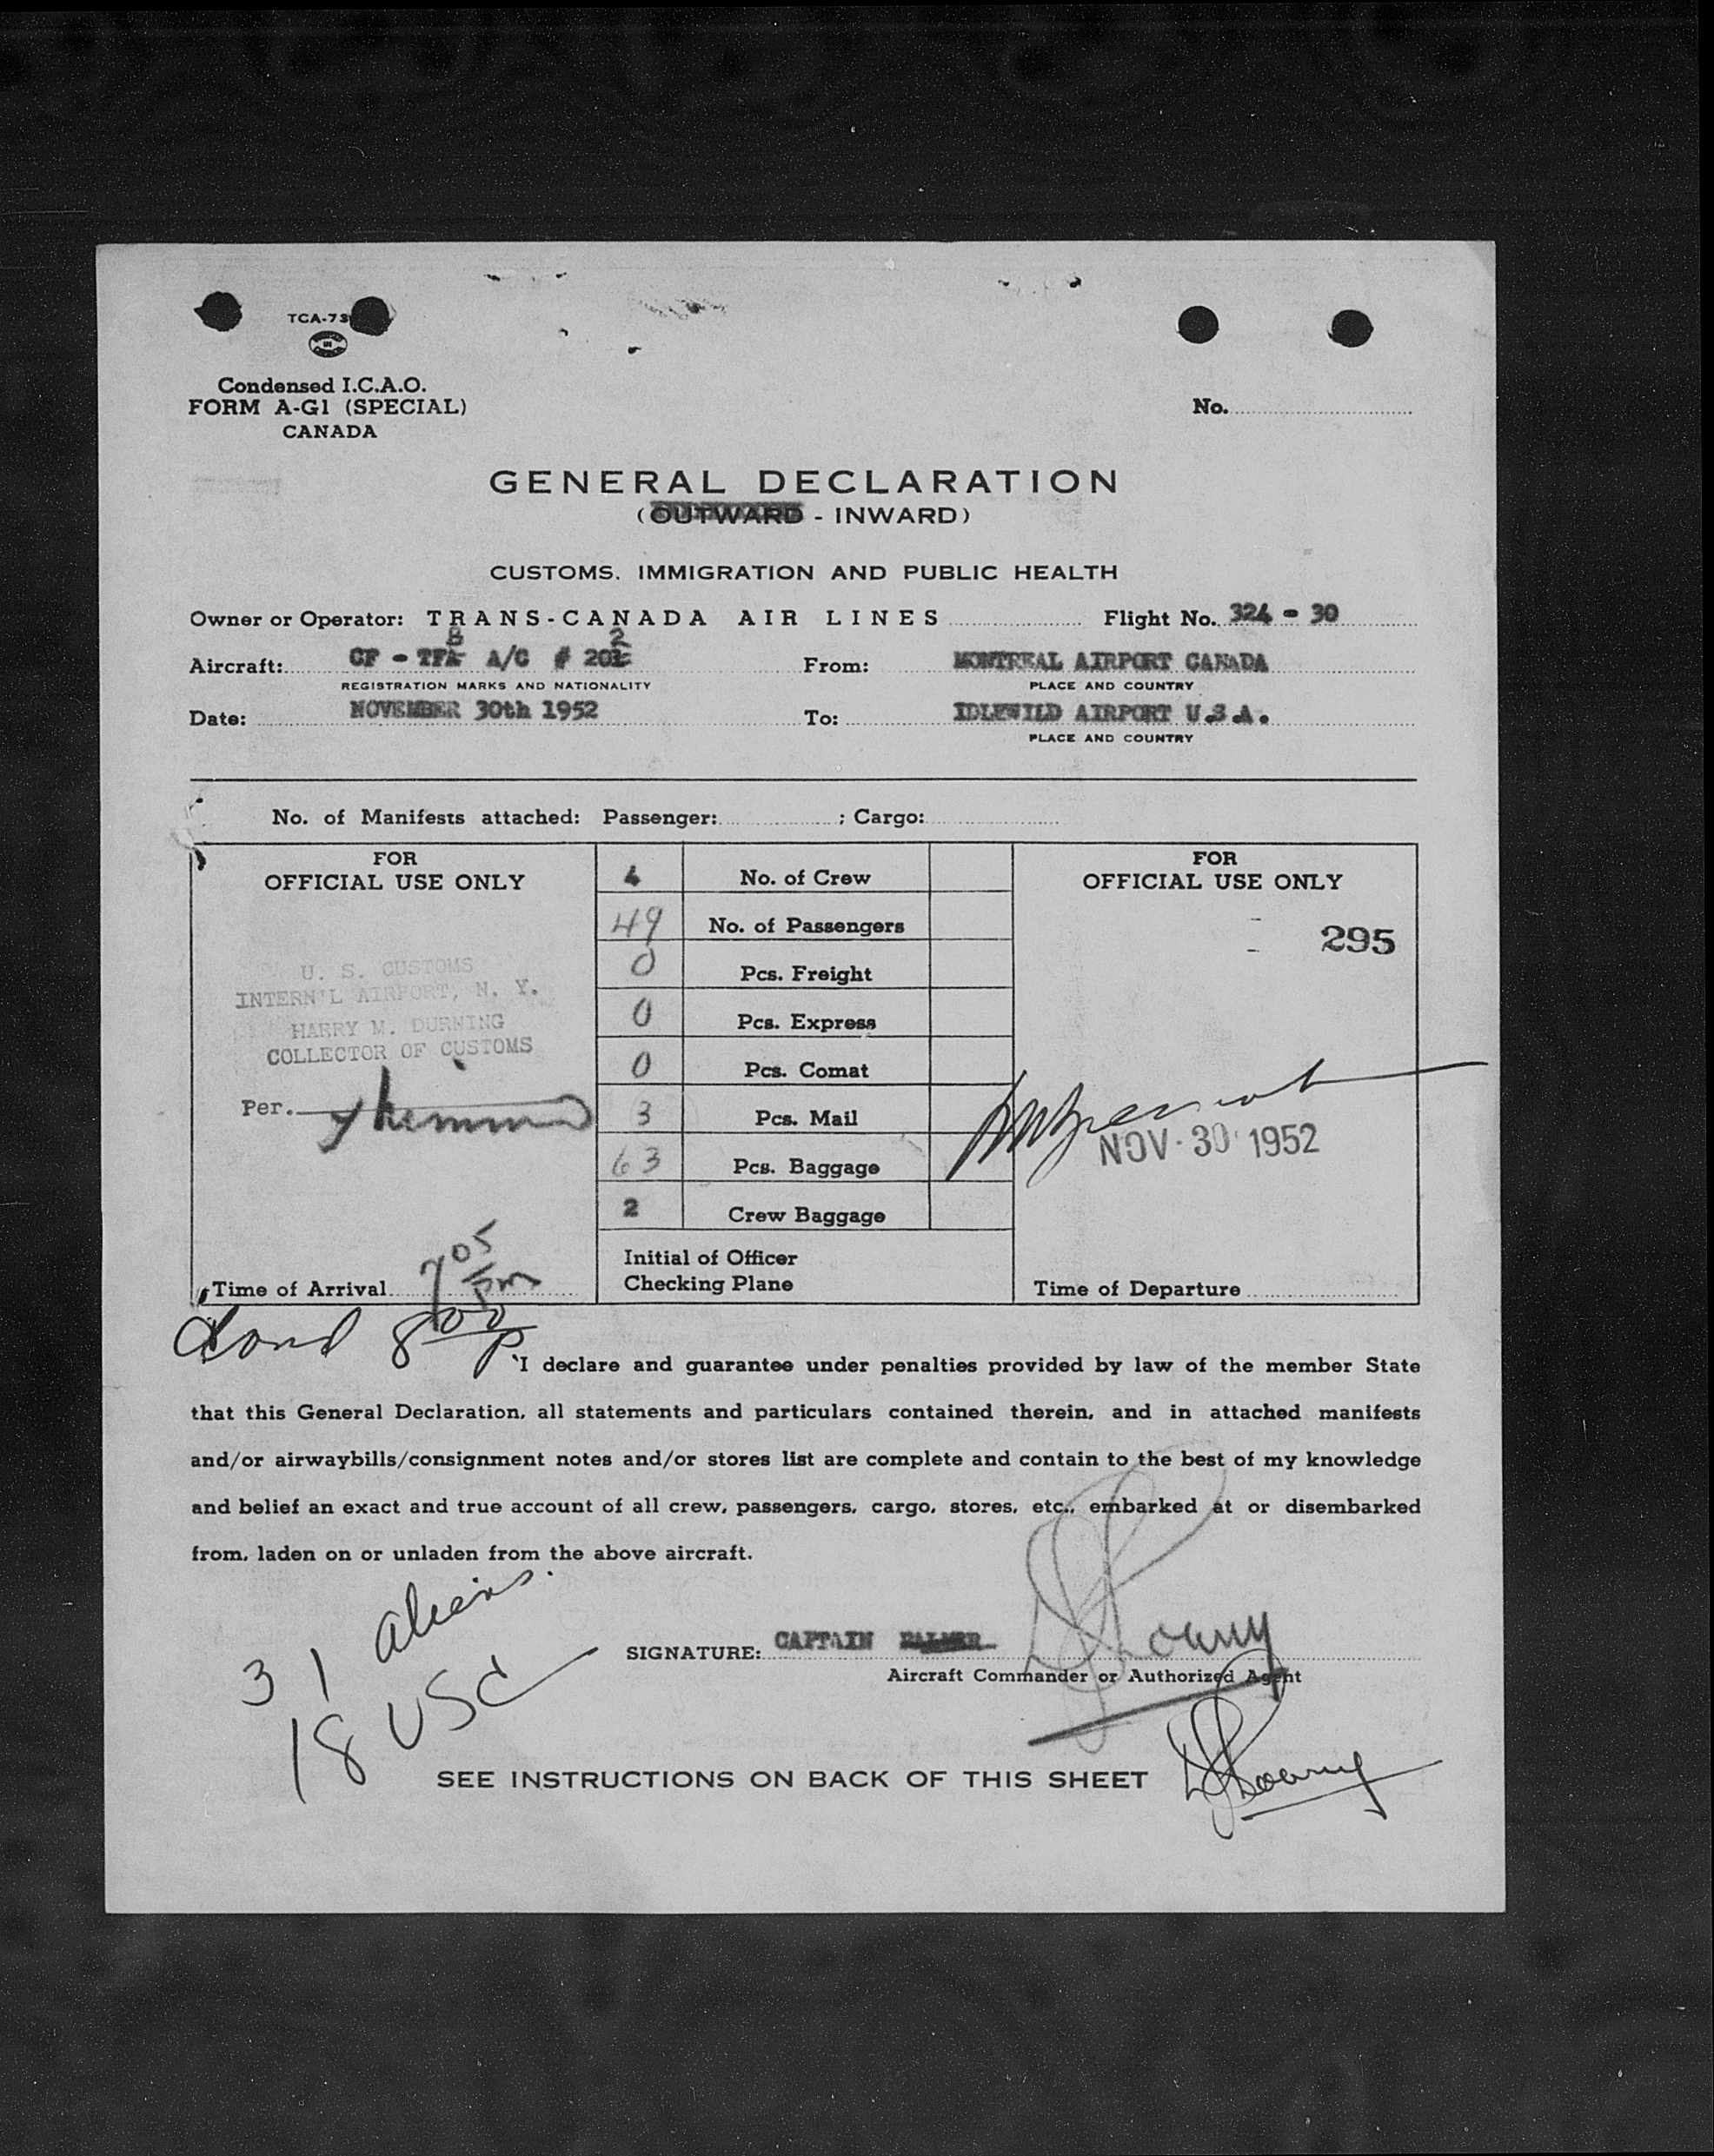 TCA-73
Condensed I.C.A.O.
FORM A-G1 (SPECIAL)
CANADA
No.
GENERAL DECLARATION
(OUTWARD - INWARD)
CUSTOMS, IMMIGRATION AND PUBLIC HEALTH
Owner or Operator: TRANS-CANADA AIR LINES Flight No. 324 - 30
B 2
Aircraft: CF - TFA A/C # 201 From: MONTREAL AIRPORT CANADA
REGISTRATION MARKS AND NATIONALITY PLACE AND COUNTRY
Date: NOVEMBER 30th 1952 To: IDLEWILD AIRPORT U.S.A.
PLACE AND COUNTRY
No. of Manifests attached: Passenger: ; Cargo:
FOR
OFFICIAL USE ONLY
U. S. CUSTOMS
INTERN'L AIRPORT, N. Y.
HARRY M. DURNING
COLLECTOR OF CUSTOMS
Per.
Time of Arrival 7 05 pm
4 No. of Crew
49 No. of Passengers
0 Pcs. Freight
0 Pcs. Express
0 Pcs. Comat
3 Pcs. Mail
63 Pcs. Baggage
2 Crew Baggage
Initial of Officer
Checking Plane
FOR
OFFICIAL USE ONLY
295
NOV 30 1952
Time of Departure
8 00 P
I declare and guarantee under penalties provided by law of the member State
that this General Declaration, all statements and particulars contained therein, and in attached manifests
and/or airwaybills/consignment notes and/or stores list are complete and contain to the best of my knowledge
and belief an exact and true account of all crew, passengers, cargo, stores, etc., embarked at or disembarked
from, laden on or unladen from the above aircraft.
31 aliens.
18 USC
SIGNATURE: CAPTAIN PALMER
Aircraft Commander or Authorized Agent
SEE INSTRUCTIONS ON BACK OF THIS SHEET